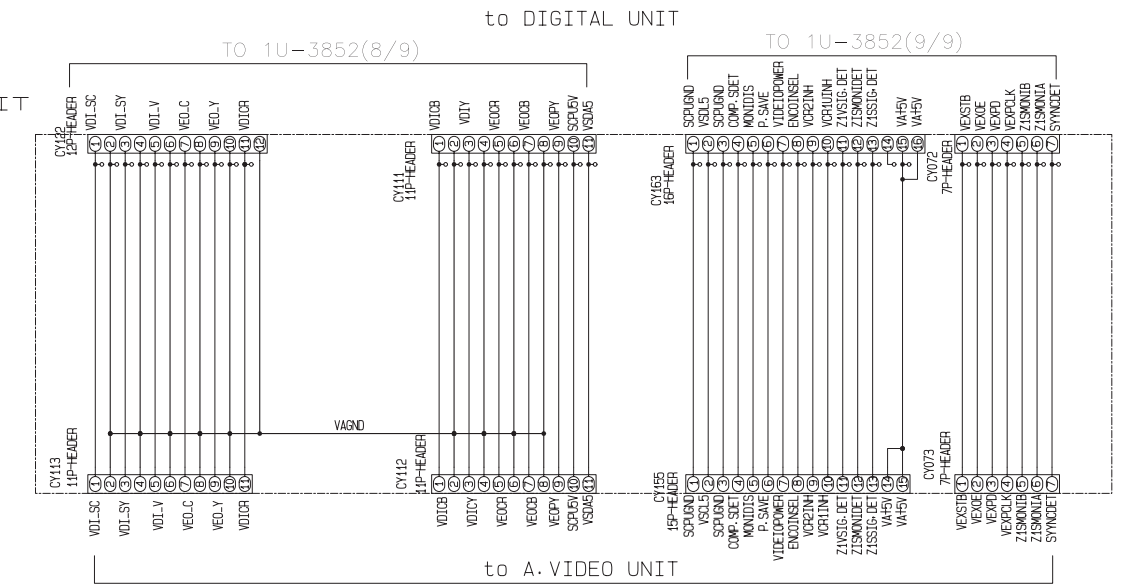 to DIGITAL UNIT
TO 1U-3852(8/9)
TO 1U-3852(9/9)
IT
CY122
12P-HEADER
VDI_SC
VDI_SY
VDI_V
VEO_C
VEO_Y
VDICR
1 2 3 4 5 6 7 8 9 10 11 12
CY111
11P-HEADER
VDICB
VDIY
VEOCR
VEOCB
VEOPY
SCPU5V
VSDA5
1 2 3 4 5 6 7 8 9 10 11
CY163
16P-HEADER
SCPUGND
VSCL5
SCPUGND
COMP.SDET
MONIDIS
P.SAVE
VIDEIOPOWER
ENCOINSEL
VCR2INH
VCR1UINH
Z1VSIG.DET
Z1SMONIDET
Z1SSIG.DET
VA+5V
VA+5V
1 2 3 4 5 6 7 8 9 10 11 12 13 14 15 16
CY072
7P-HEADER
VEXSTB
VEXOE
VEXPD
VEXPCLK
Z1SMONIB
Z1SMONIA
SYYNCDET
1 2 3 4 5 6 7
VAGND
CY113
11P-HEADER
1 2 3 4 5 6 7 8 9 10 11
VDI_SC
VDI_SY
VDI_V
VEO_C
VEO_Y
VDICR
CY112
11P-HEADER
1 2 3 4 5 6 7 8 9 10 11
VDICB
VDICY
VEOCR
VEOCB
VEOPY
SCPU5V
VSDA5
CY155
15P-HEADER
1 2 3 4 5 6 7 8 9 10 11 12 13 14 15
SCPUGND
VSCL5
SCPUGND
COMP.SDET
MONIDIS
P.SAVE
VIDEIOPOWER
ENCOINSEL
VCR2INH
VCR1INH
Z1VSIG.DET
ZISMONIDET
Z1SSIG.DET
VA+5V
VA+5V
CY073
7P-HEADER
1 2 3 4 5 6 7
VEXSTB
VEXOE
VEXPD
VEXPCLK
Z1SMONIB
Z1SMONIA
SYYNCDET
to A.VIDEO UNIT